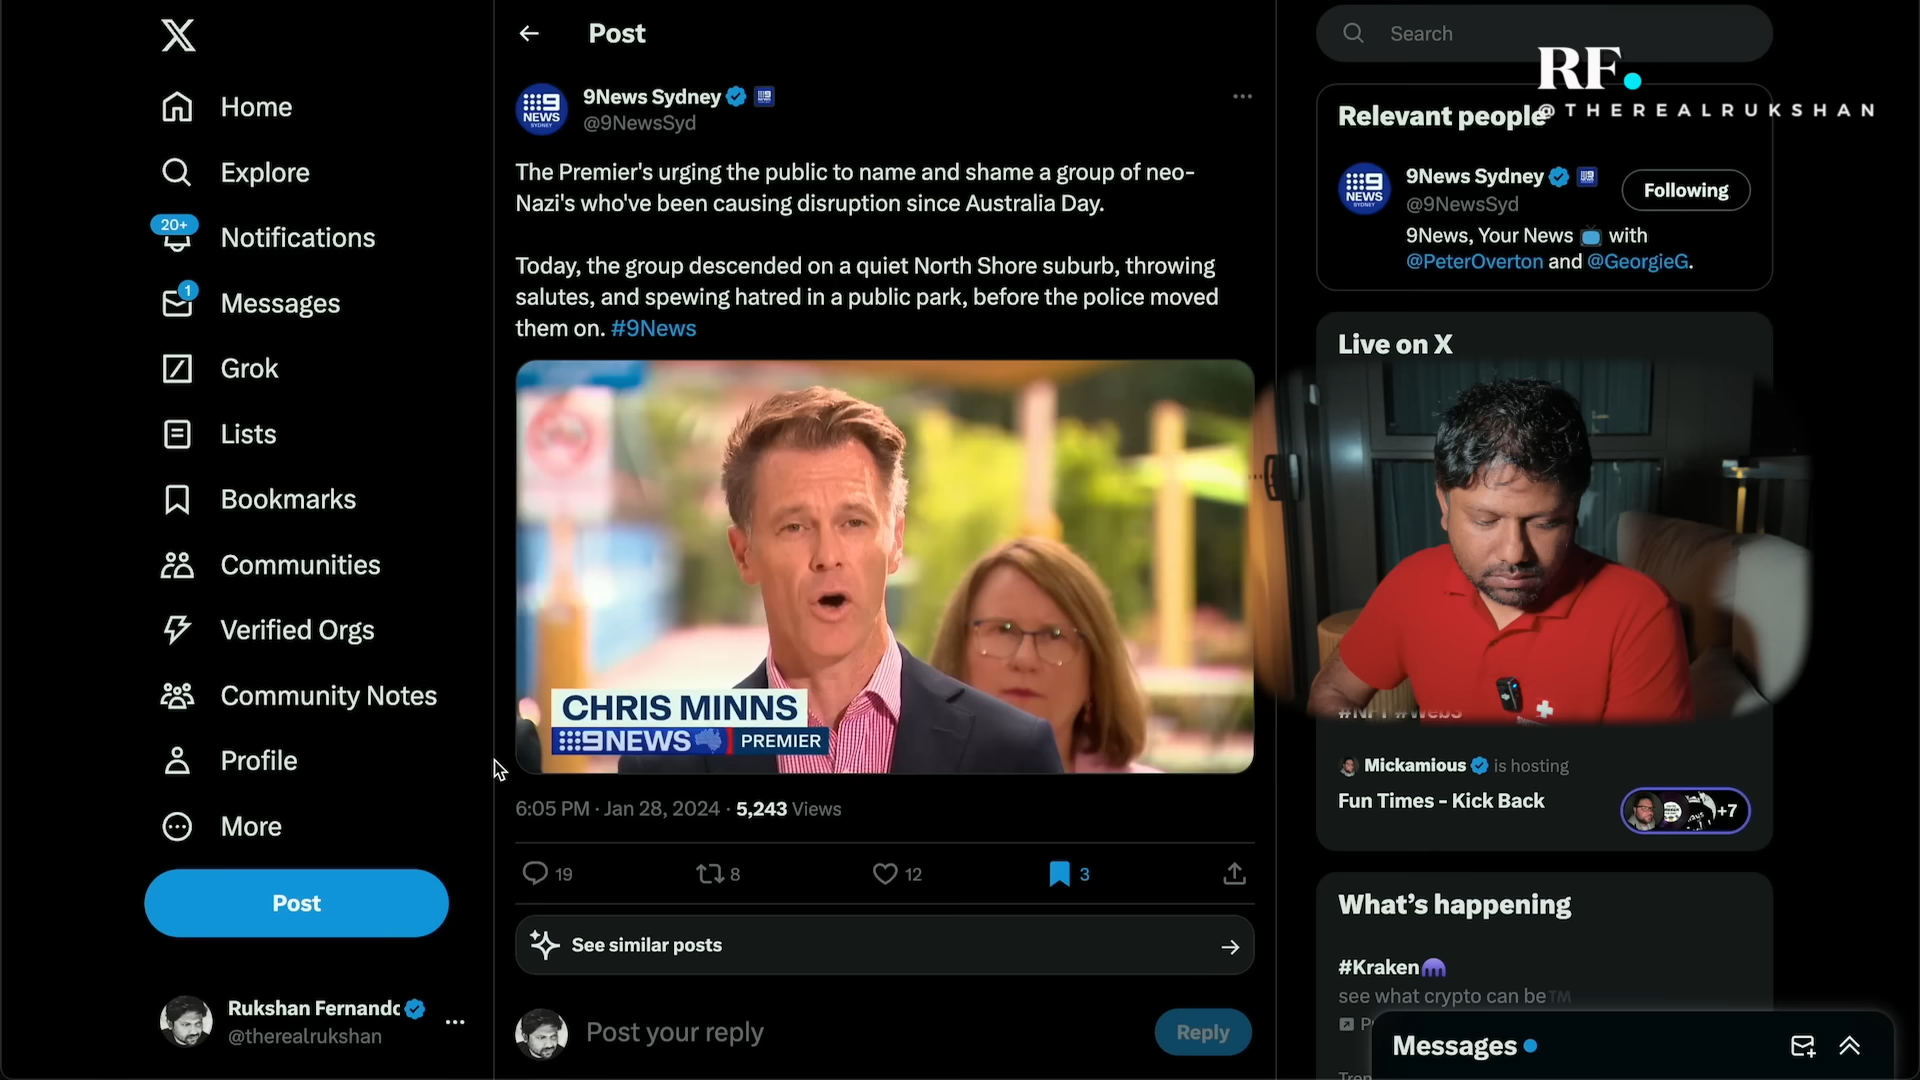 Home
Explore
20+
Notifications
1
Messages
Grok
Lists
Bookmarks
Communities
Verified Orgs
Community Notes
Profile
More
Post
Rukshan Fernando
@therealrukshan
Post
9News Sydney
@9NewsSyd
The Premier's urging the public to name and shame a group of neo-
Nazi's who've been causing disruption since Australia Day.
Today, the group descended on a quiet North Shore suburb, throwing
salutes, and spewing hatred in a public park, before the police moved
them on. #9News
CHRIS MINNS
9NEWS PREMIER
6:05 PM · Jan 28, 2024 · 5,243 Views
19 8 12 3
See similar posts
Post your reply
Reply
Search
RF.
@THEREALRUKSHAN
Relevant people
9News Sydney
@9NewsSyd
Following
9News, Your News 📺 with
@PeterOverton and @GeorgieG.
Live on X
#NFT #Web3
Mickamious is hosting
Fun Times - Kick Back
+7
What's happening
#Kraken
see what crypto can be™
Messages